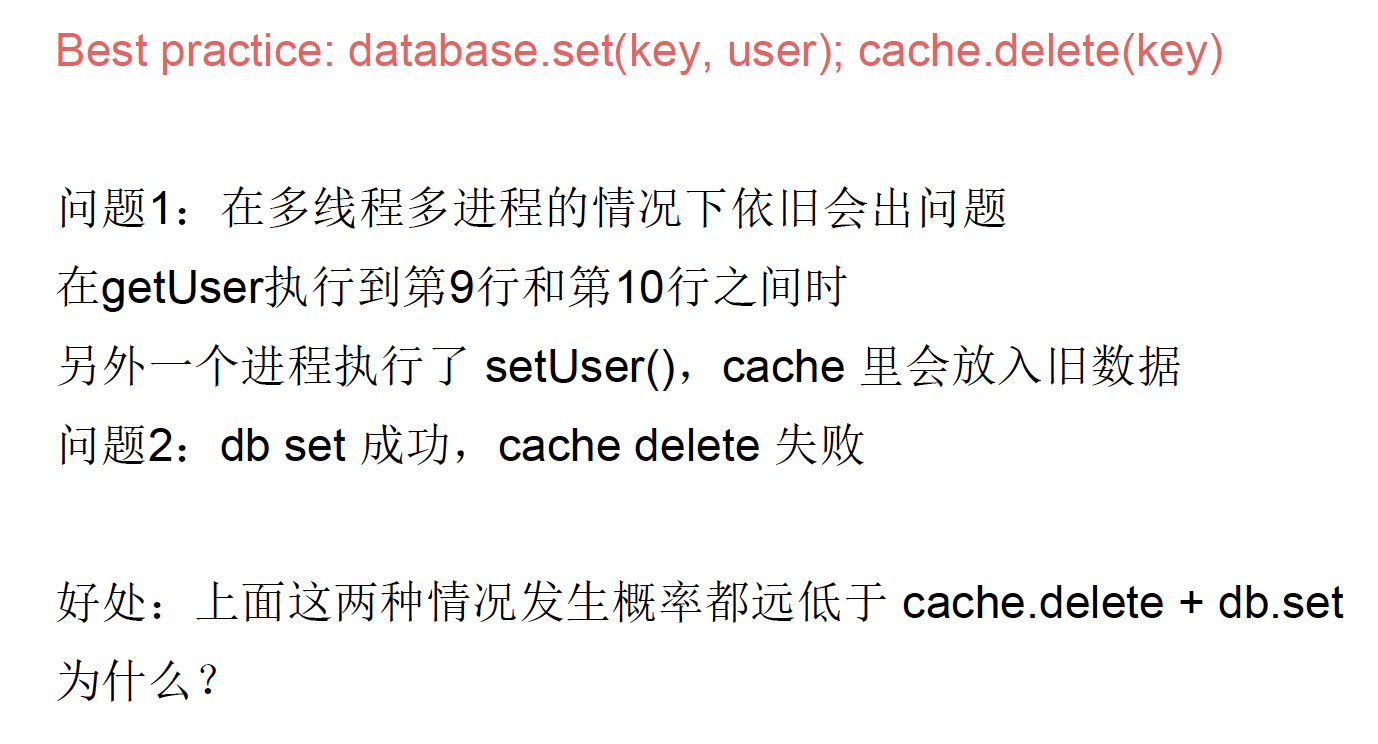 Best practice: database.set(key, user); cache.delete(key)
问题1：在多线程多进程的情况下依旧会出问题
在getUser执行到第9行和第10行之间时
另外一个进程执行了 setUser()，cache 里会放入旧数据
问题2：db set 成功，cache delete 失败
好处：上面这两种情况发生概率都远低于 cache.delete + db.set
为什么？